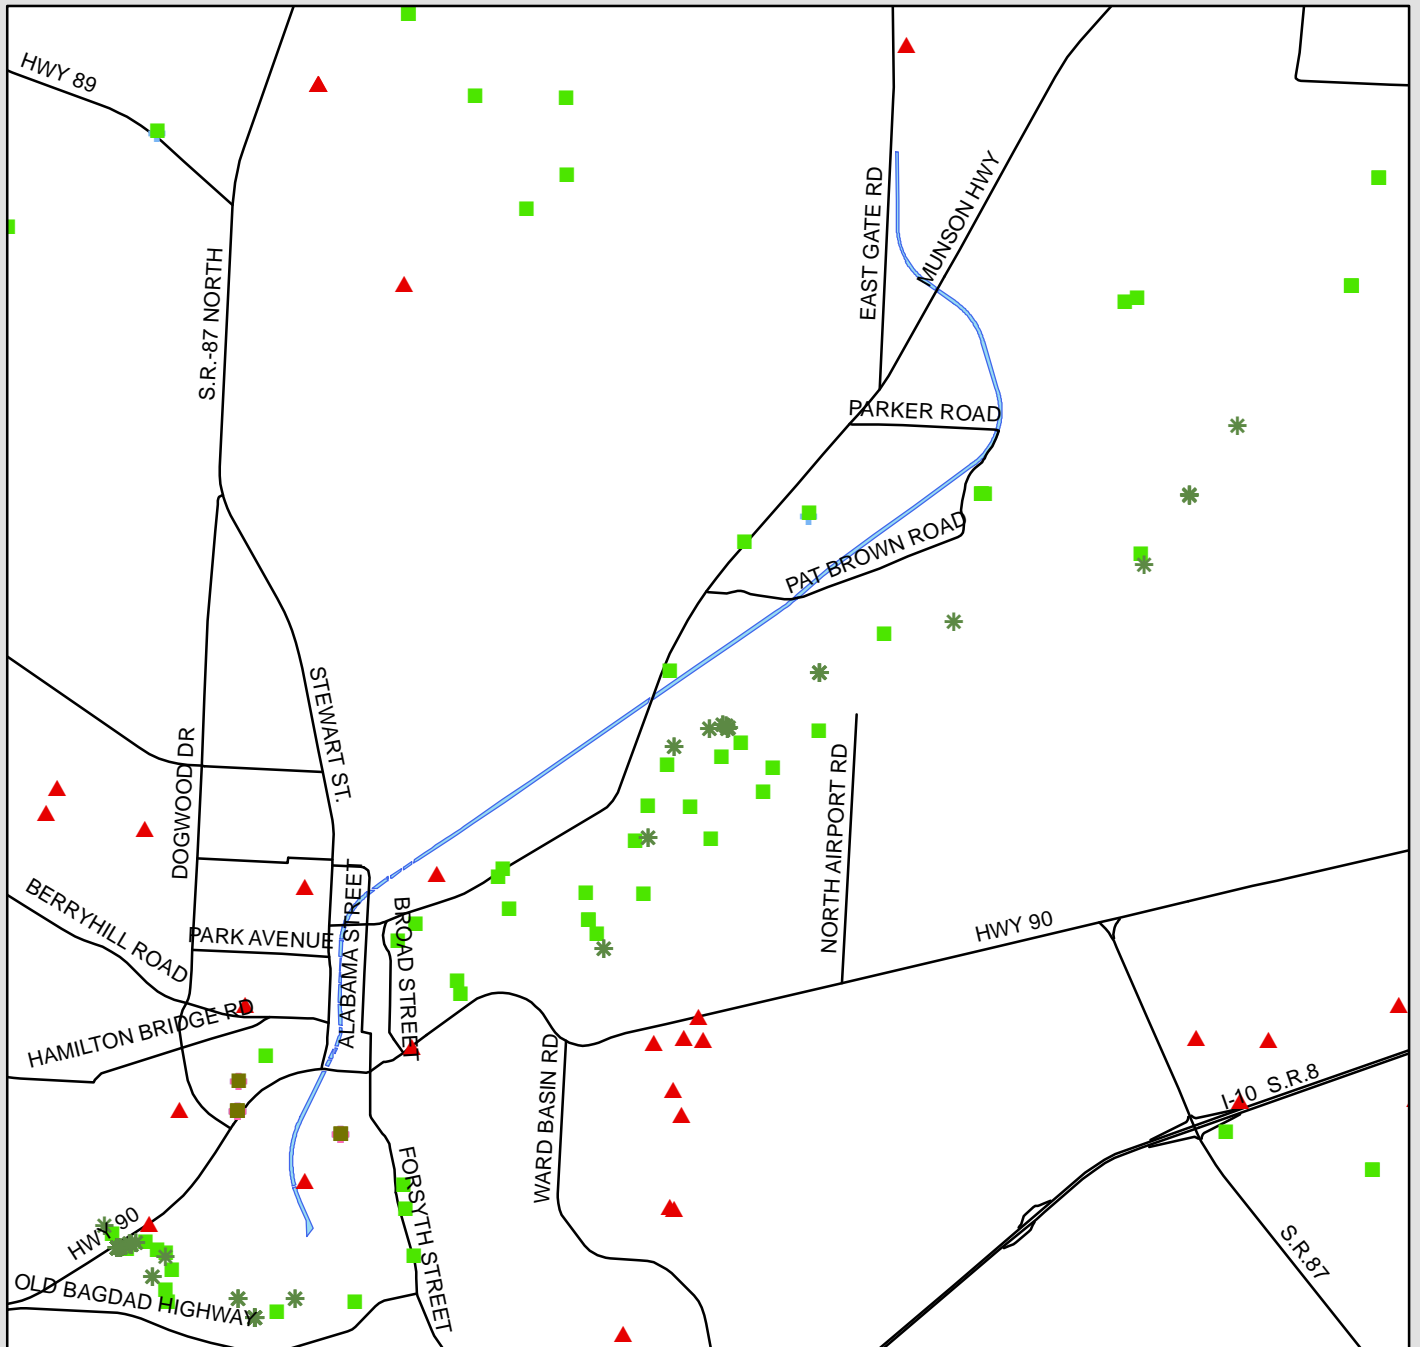 HWY 89
S.R.-87 NORTH
EAST GATE RD
MUNSON HWY
PARKER ROAD
PAT BROWN ROAD
STEWART ST.
DOGWOOD DR
NORTH AIRPORT RD
BERRYHILL ROAD
PARK AVENUE
ALABAMA STREET
BROAD STREET
HWY 90
HAMILTON BRIDGE RD
WARD BASIN RD
I-10 S.R.8
FORSYTH STREET
HWY 90
S.R.87
OLD BAGDAD HIGHWAY